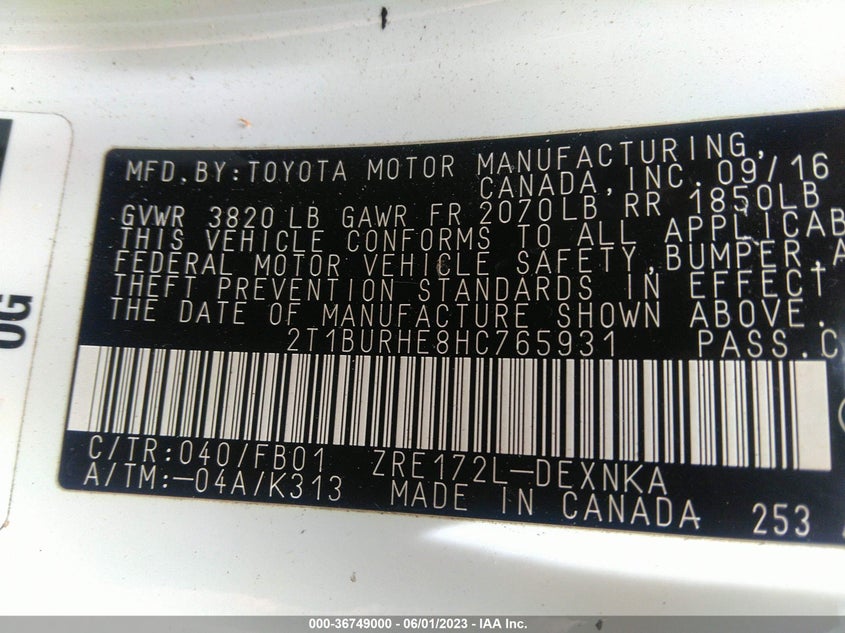 MFD.BY:TOYOTA MOTOR MANUFACTURING,
CANADA,INC.09/16
GVWR 3820 LB GAWR FR 2070LB RR 1850LB
THIS VEHICLE CONFORMS TO ALL APPLICAB
FEDERAL MOTOR VEHICLE SAFETY,BUMPER,A
THEFT PREVENTION STANDARDS IN EFFECT
THE DATE OF MANUFACTURE SHOWN ABOVE.
2T1BURHE8HC765931 PASS.C
C/TR:040/FB01 ZRE172L-DEXNKA
A/TM:-04A/K313 MADE IN CANADA 253
OG
000-36749000 - 06/01/2023 - IAA Inc.